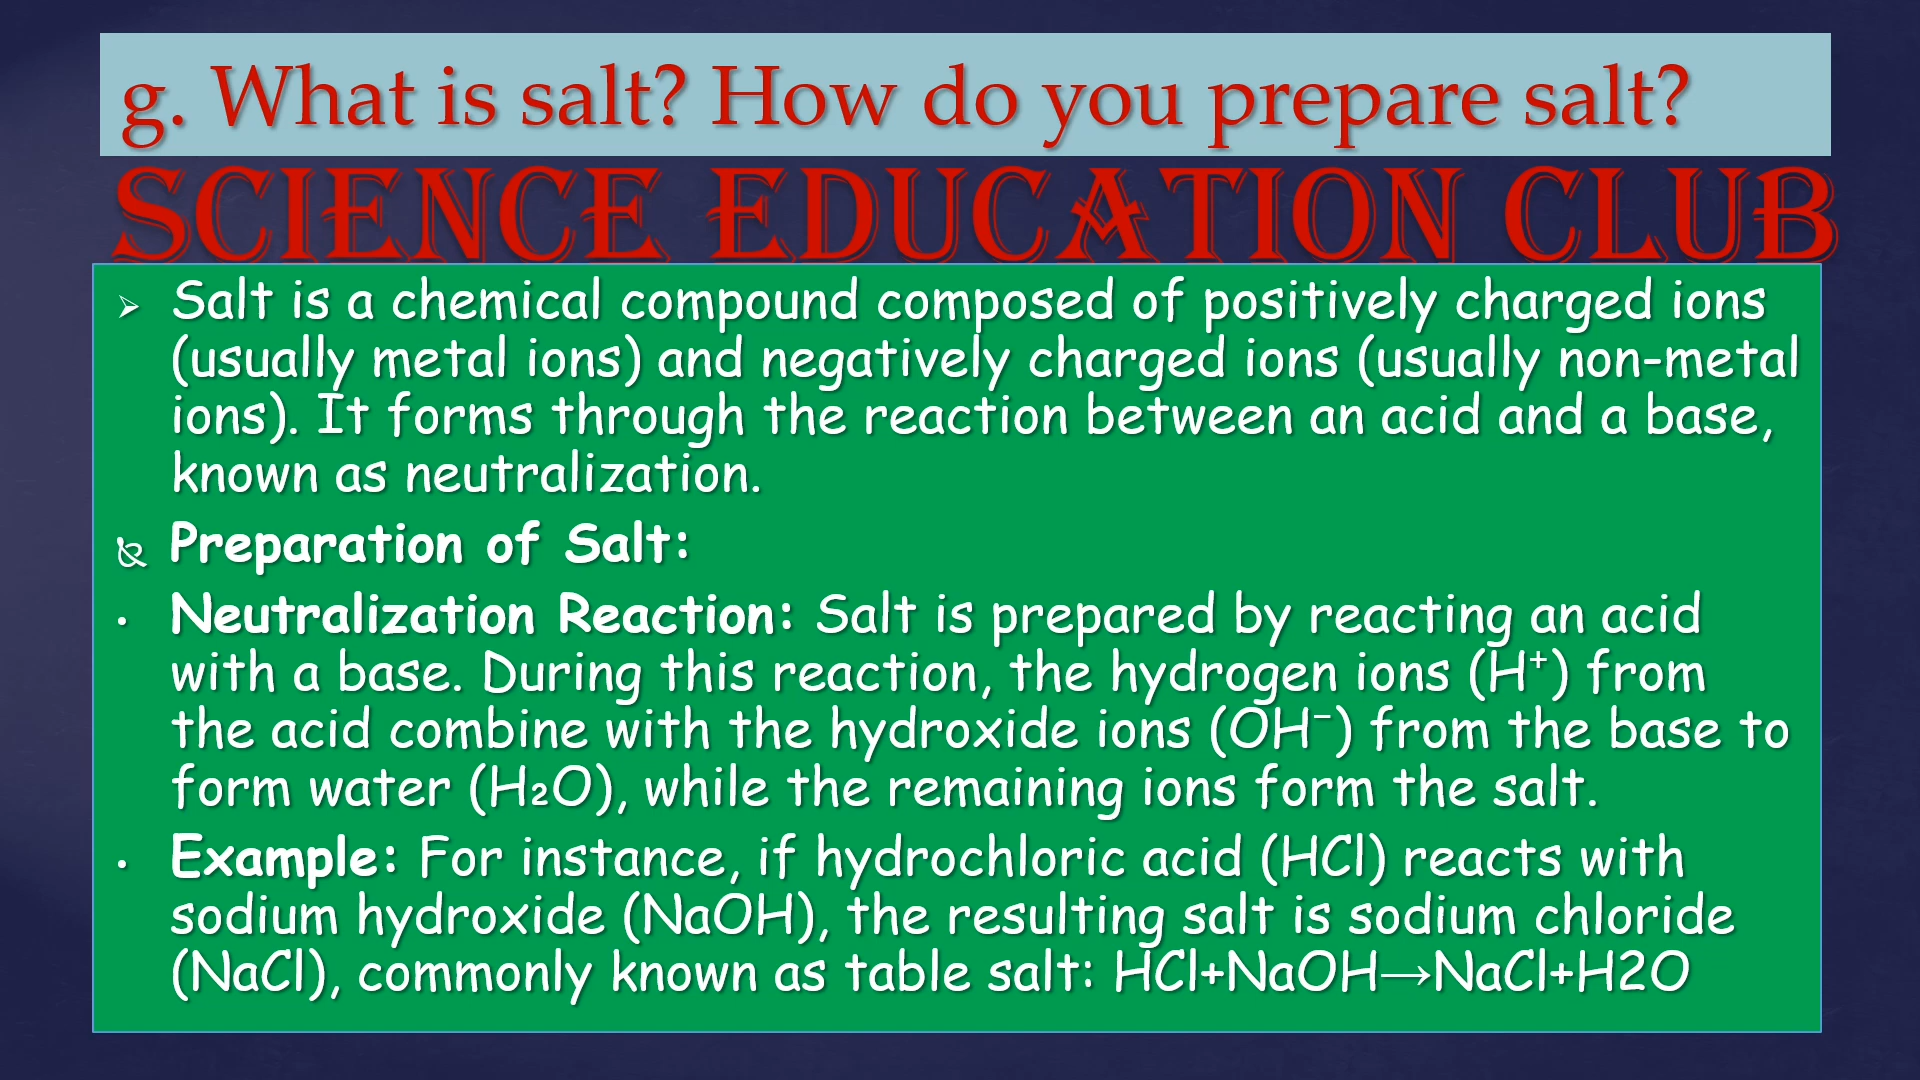 g. What is salt? How do you prepare salt?
SCIENCE EDUCATION CLUB
➢ Salt is a chemical compound composed of positively charged ions
(usually metal ions) and negatively charged ions (usually non-metal
ions). It forms through the reaction between an acid and a base,
known as neutralization.
Preparation of Salt:
• Neutralization Reaction: Salt is prepared by reacting an acid
with a base. During this reaction, the hydrogen ions (H⁺) from
the acid combine with the hydroxide ions (OH⁻) from the base to
form water (H₂O), while the remaining ions form the salt.
• Example: For instance, if hydrochloric acid (HCl) reacts with
sodium hydroxide (NaOH), the resulting salt is sodium chloride
(NaCl), commonly known as table salt: HCl+NaOH→NaCl+H2O